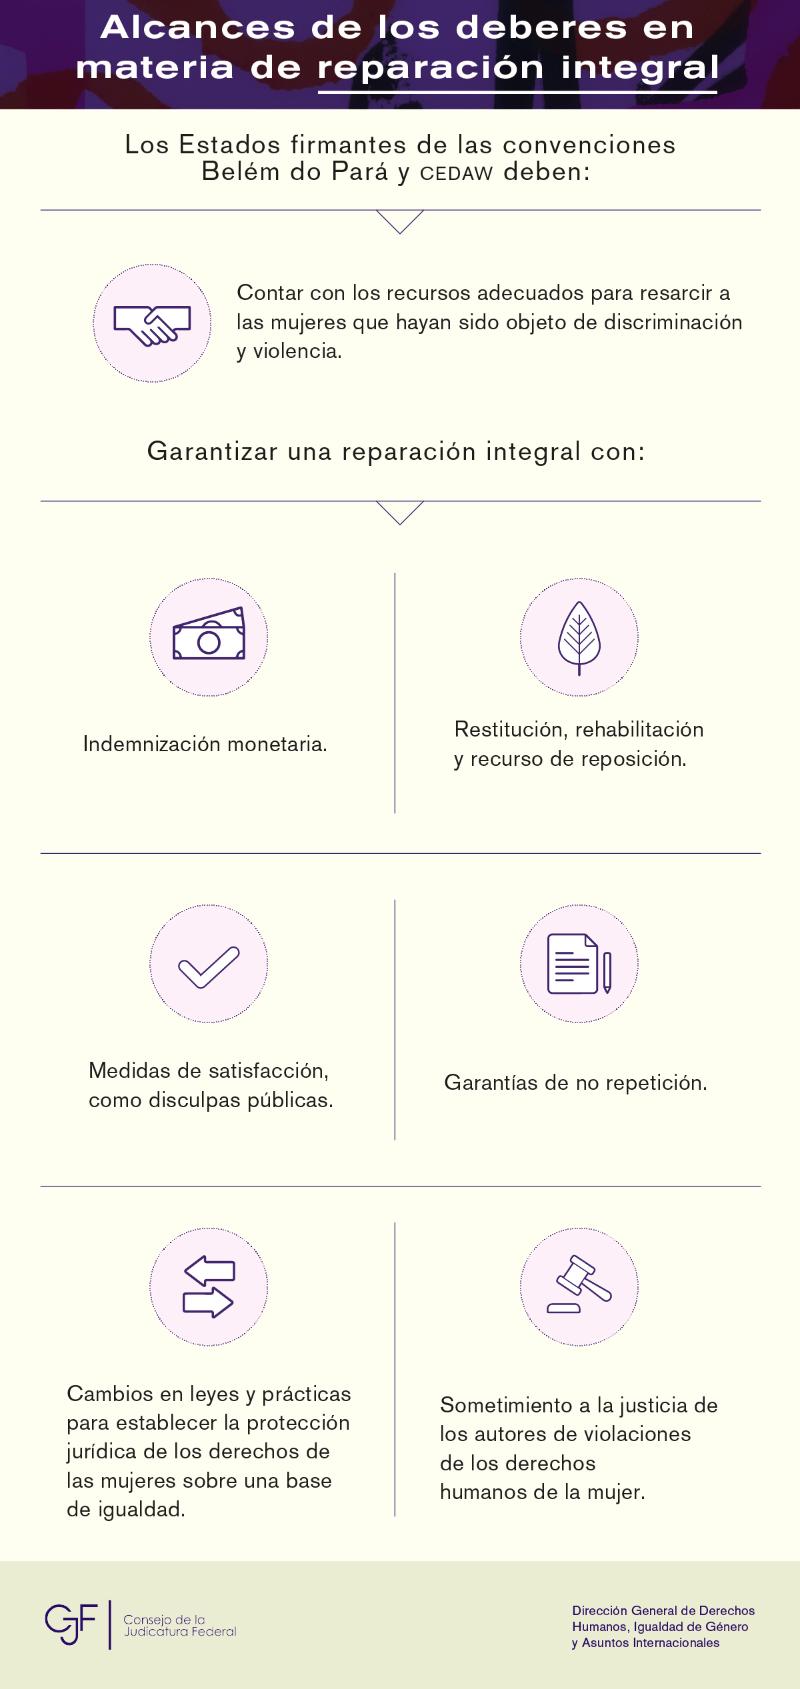 Alcances de los deberes en
materia de reparación integral
Los Estados firmantes de las convenciones
Belém do Pará y CEDAW deben:
Contar con los recursos adecuados para resarcir a
las mujeres que hayan sido objeto de discriminación
y violencia.
Garantizar una reparación integral con:
Indemnización monetaria.
Restitución, rehabilitación
y recurso de reposición.
Medidas de satisfacción,
como disculpas públicas.
Garantías de no repetición.
Cambios en leyes y prácticas
para establecer la protección
jurídica de los derechos de
las mujeres sobre una base
de igualdad.
Sometimiento a la justicia de
los autores de violaciones
de los derechos
humanos de la mujer.
CJF
Consejo de la
Judicatura Federal
Dirección General de Derechos
Humanos, Igualdad de Género
y Asuntos Internacionales